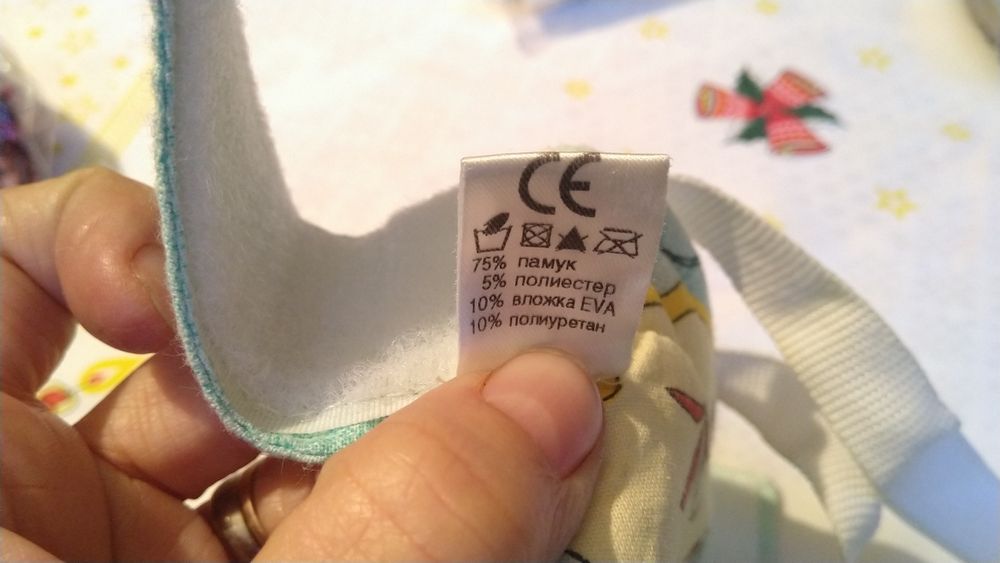 CE
75% памук
5% полиестер
10% вложка EVA
10% полиуретан